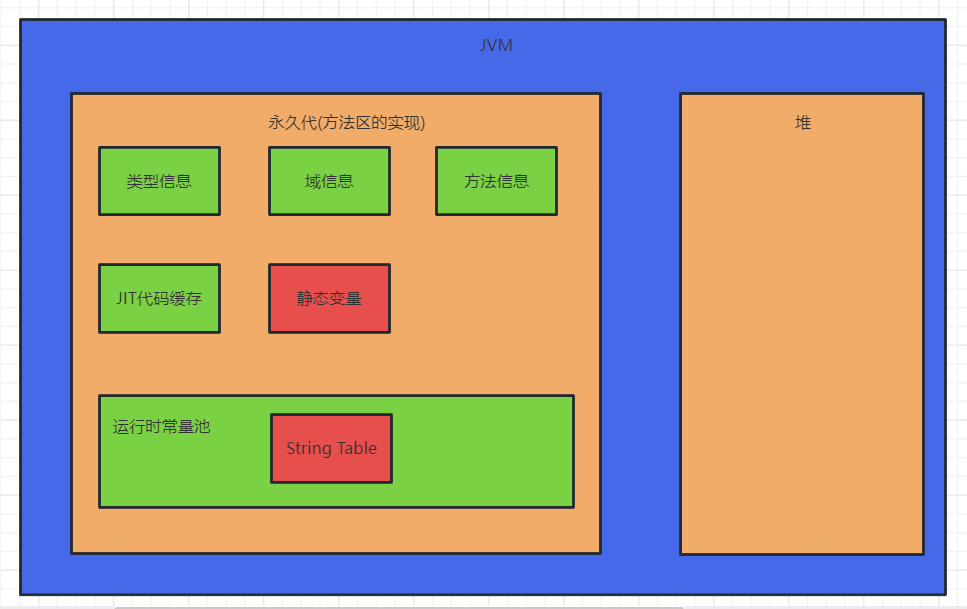 JVM
永久代(方法区的实现)
堆
类型信息
域信息
方法信息
JIT代码缓存
静态变量
运行时常量池
String Table